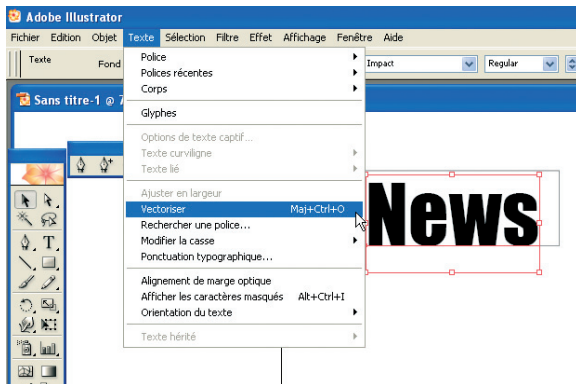 Adobe Illustrator
Fichier Edition Objet Texte Sélection Filtre Effet Affichage Fenêtre Aide
Texte Fond Impact Regular
Sans titre-1 @ 7
Police
Polices récentes
Corps
Glyphes
Options de texte captif...
Texte curviligne
Texte lié
Ajuster en largeur
Vectoriser Maj+Ctrl+O
Rechercher une police...
Modifier la casse
Ponctuation typographique...
Alignement de marge optique
Afficher les caractères masqués Alt+Ctrl+I
Orientation du texte
Texte hérité
News